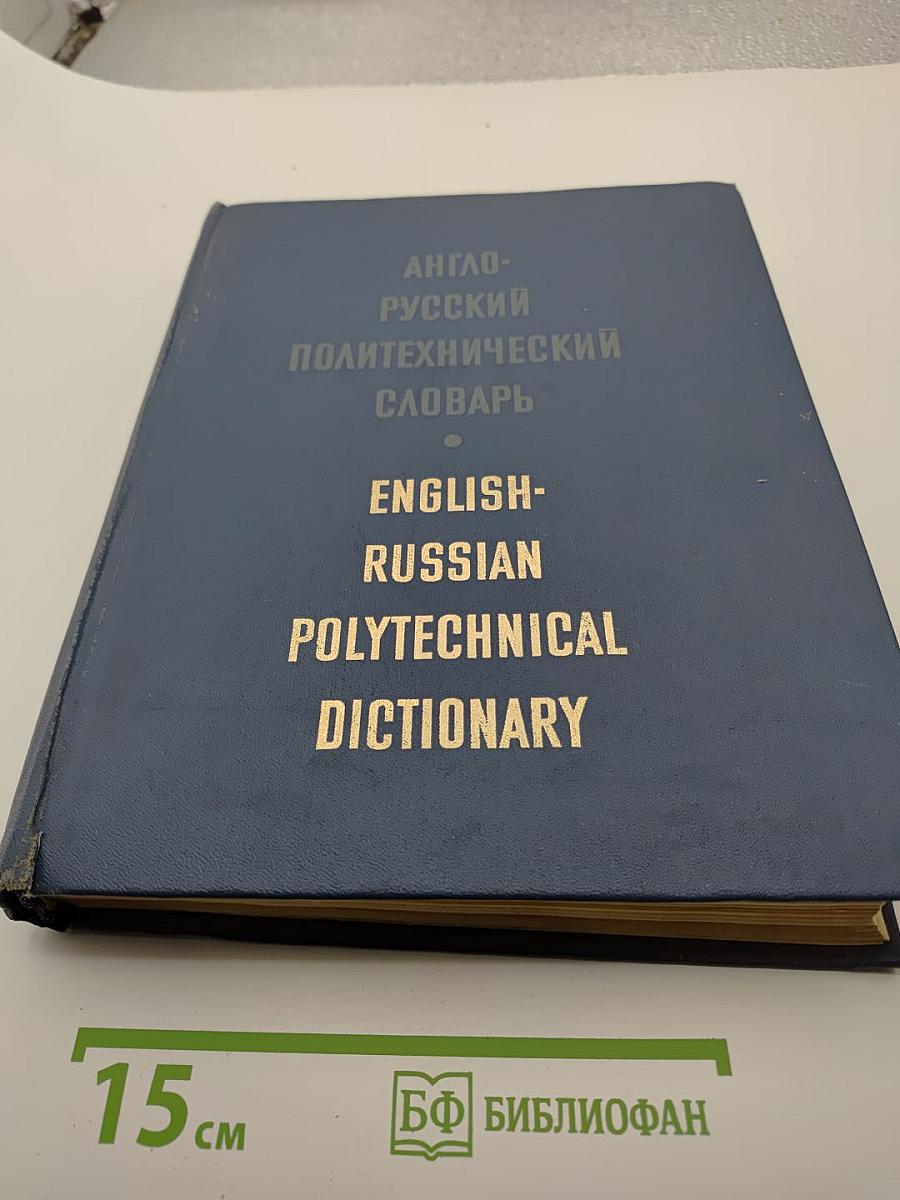 АНГЛО-
РУССКИЙ
ПОЛИТЕХНИЧЕСКИЙ
СЛОВАРЬ
ENGLISH-
RUSSIAN
POLYTECHNICAL
DICTIONARY
15 см
БФ БИБЛИОФАН